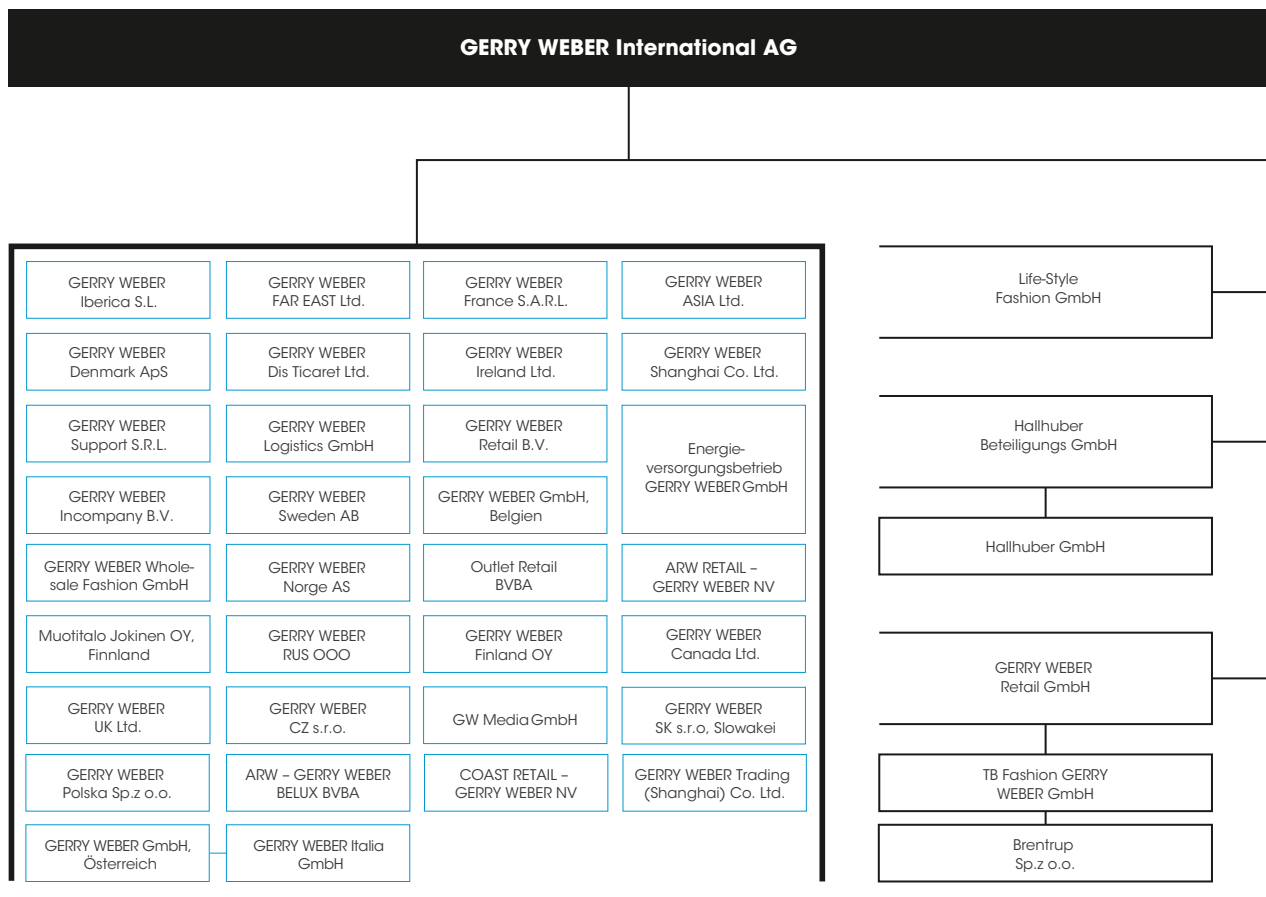 GERRY WEBER International AG
GERRY WEBER
Iberica S.L.
GERRY WEBER
FAR EAST Ltd.
GERRY WEBER
France S.A.R.L.
GERRY WEBER
ASIA Ltd.
GERRY WEBER
Denmark ApS
GERRY WEBER
Dis Ticaret Ltd.
GERRY WEBER
Ireland Ltd.
GERRY WEBER
Shanghai Co. Ltd.
GERRY WEBER
Support S.R.L.
GERRY WEBER
Logistics GmbH
GERRY WEBER
Retail B.V.
Energie-
versorgungsbetrieb
GERRY WEBER GmbH
GERRY WEBER
Incompany B.V.
GERRY WEBER
Sweden AB
GERRY WEBER GmbH,
Belgien
GERRY WEBER Whole-
sale Fashion GmbH
GERRY WEBER
Norge AS
Outlet Retail
BVBA
ARW RETAIL –
GERRY WEBER NV
Muotitalo Jokinen OY,
Finnland
GERRY WEBER
RUS OOO
GERRY WEBER
Finland OY
GERRY WEBER
Canada Ltd.
GERRY WEBER
UK Ltd.
GERRY WEBER
CZ s.r.o.
GW Media GmbH
GERRY WEBER
SK s.r.o, Slowakei
GERRY WEBER
Polska Sp.z o.o.
ARW – GERRY WEBER
BELUX BVBA
COAST RETAIL –
GERRY WEBER NV
GERRY WEBER Trading
(Shanghai) Co. Ltd.
GERRY WEBER GmbH,
Österreich
GERRY WEBER Italia
GmbH
Life-Style
Fashion GmbH
Hallhuber
Beteiligungs GmbH
Hallhuber GmbH
GERRY WEBER
Retail GmbH
TB Fashion GERRY
WEBER GmbH
Brentrup
Sp.z o.o.